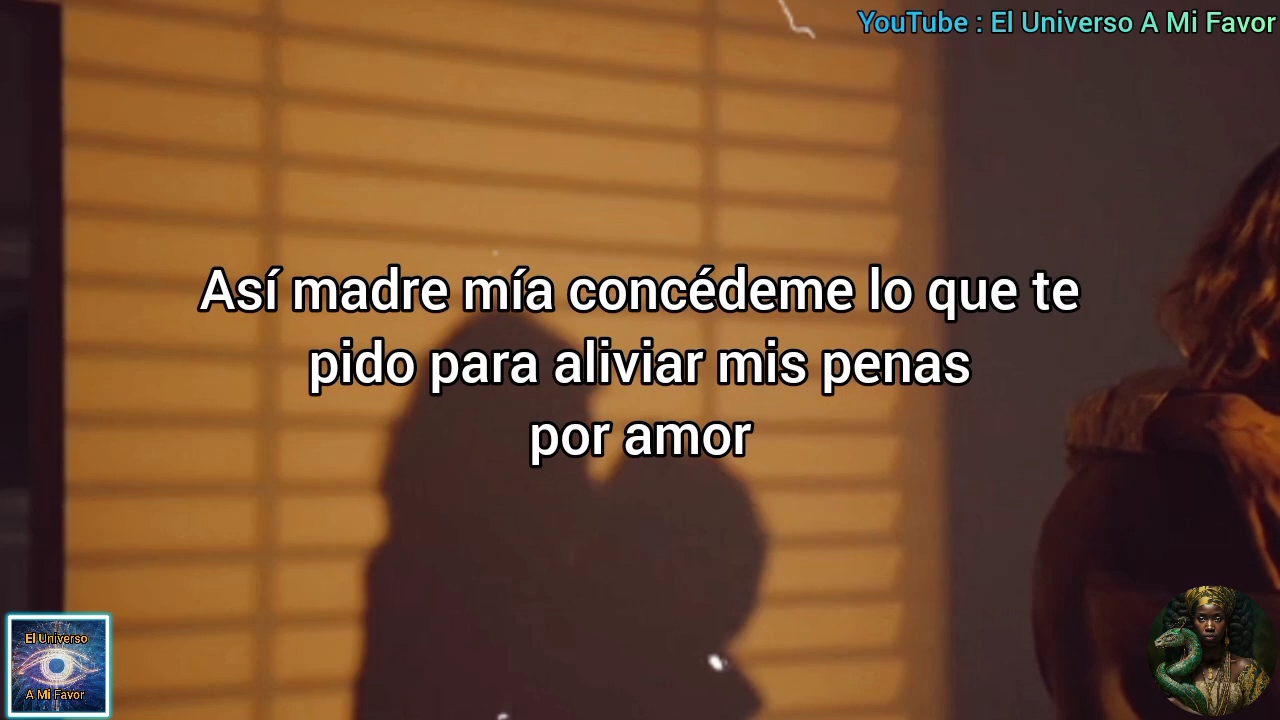 YouTube : El Universo A Mi Favor
Así madre mía concédeme lo que te
pido para aliviar mis penas
por amor
El Universo
A Mi Favor